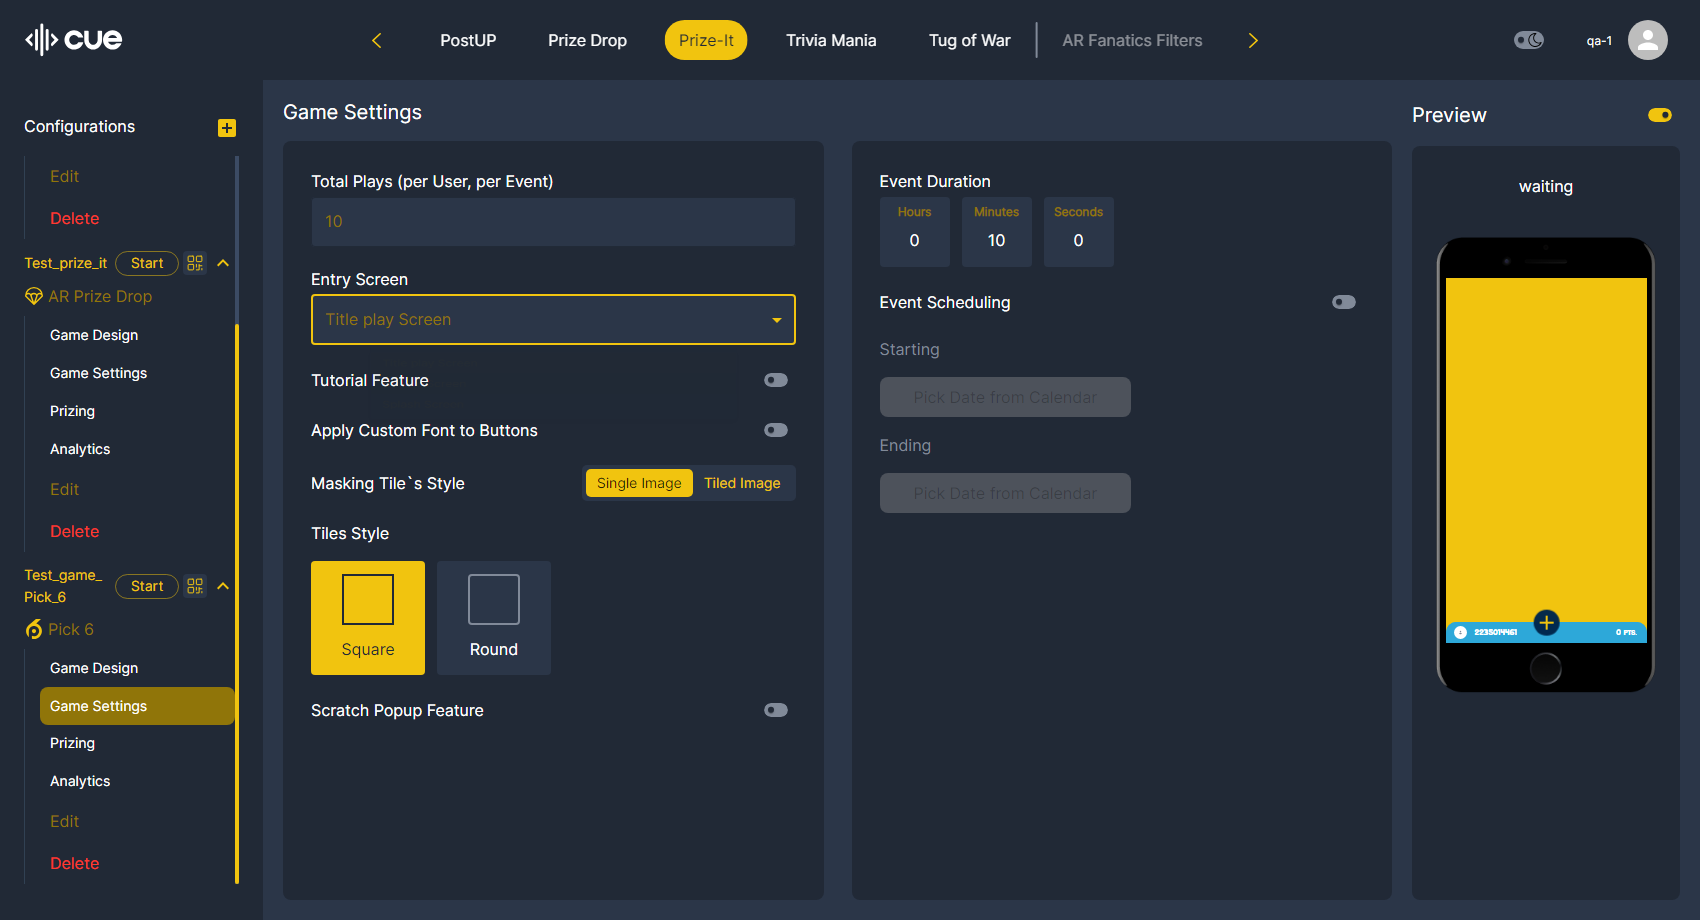 cue
PostUP
Prize Drop
Prize-It
Trivia Mania
Tug of War
AR Fanatics Filters
qa-1
Configurations
Edit
Delete
Test_prize_it
Start
AR Prize Drop
Game Design
Game Settings
Prizing
Analytics
Edit
Delete
Test_game_
Pick_6
Start
Pick 6
Game Design
Game Settings
Prizing
Analytics
Edit
Delete
Game Settings
Total Plays (per User, per Event)
10
Entry Screen
Title play Screen
Tutorial Feature
Apply Custom Font to Buttons
Masking Tile`s Style
Single Image
Tiled Image
Tiles Style
Square
Round
Scratch Popup Feature
Event Duration
Hours
Minutes
Seconds
0
10
0
Event Scheduling
Starting
Pick Date from Calendar
Ending
Pick Date from Calendar
Preview
waiting
2235014461
0 PTS.